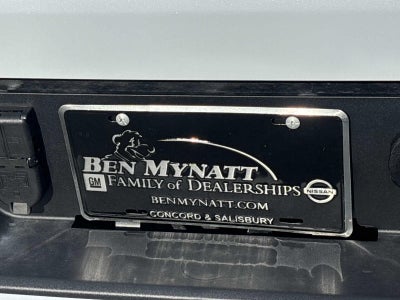 BEN MYNATT
GM FAMILY OF DEALERSHIPS NISSAN
BENMYNATT.COM
CONCORD & SALISBURY